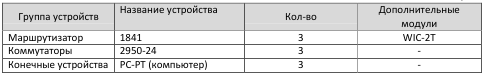 Группа устройств Название устройства Кол-во Дополнительные модули
Маршрутизатор 1841 3 WIC-2T
Коммутаторы 2950-24 3 -
Конечные устройства PC-PT (компьютер) 3 -